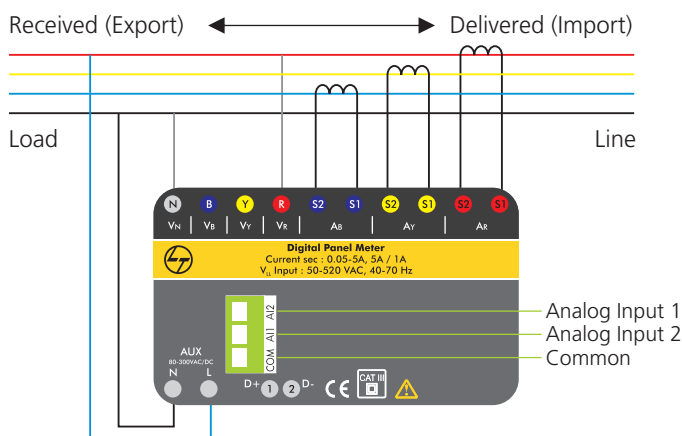 Received (Export) Delivered (Import)
Load Line
N B Y R S2 S1 S2 S1 S2 S1
VN VB VY VR AB AY AR
LT
Digital Panel Meter
Current sec : 0.05-5A, 5A / 1A
VLL Input : 50-520 VAC, 40-70 Hz
AI2
AI1
COM
Analog Input 1
Analog Input 2
Common
AUX
80-300VAC/DC
N L
D+ 1 2 D-
CE
CAT III